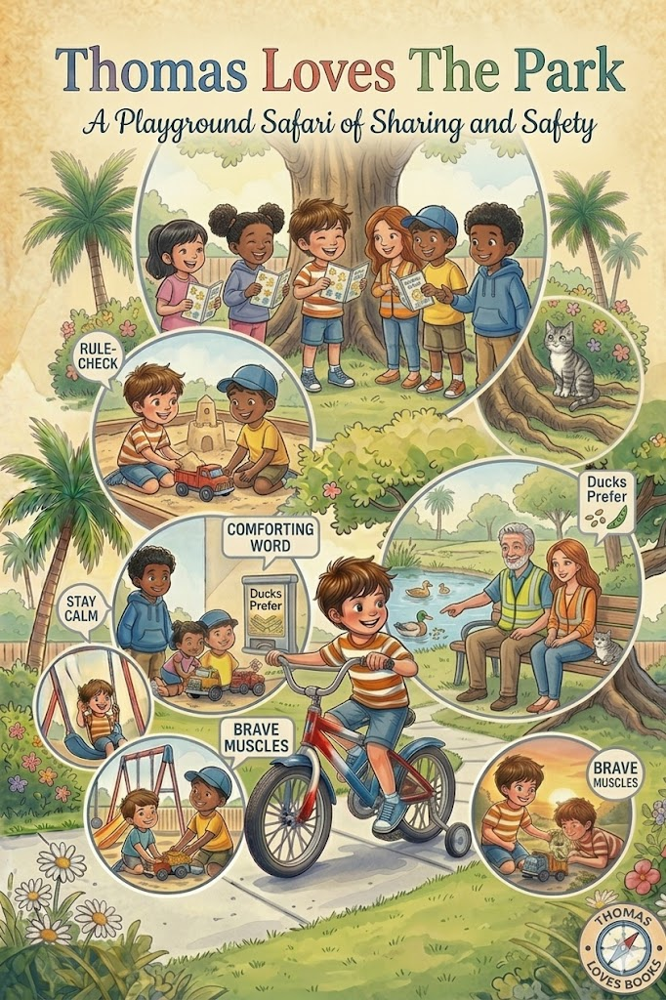 Thomas Loves The Park
A Playground Safari of Sharing and Safety
RULE-
CHECK
Ducks
Prefer
COMFORTING
WORD
Ducks
Prefer
STAY
CALM
BRAVE
MUSCLES
BRAVE
MUSCLES
THOMAS
LOVES BOOKS